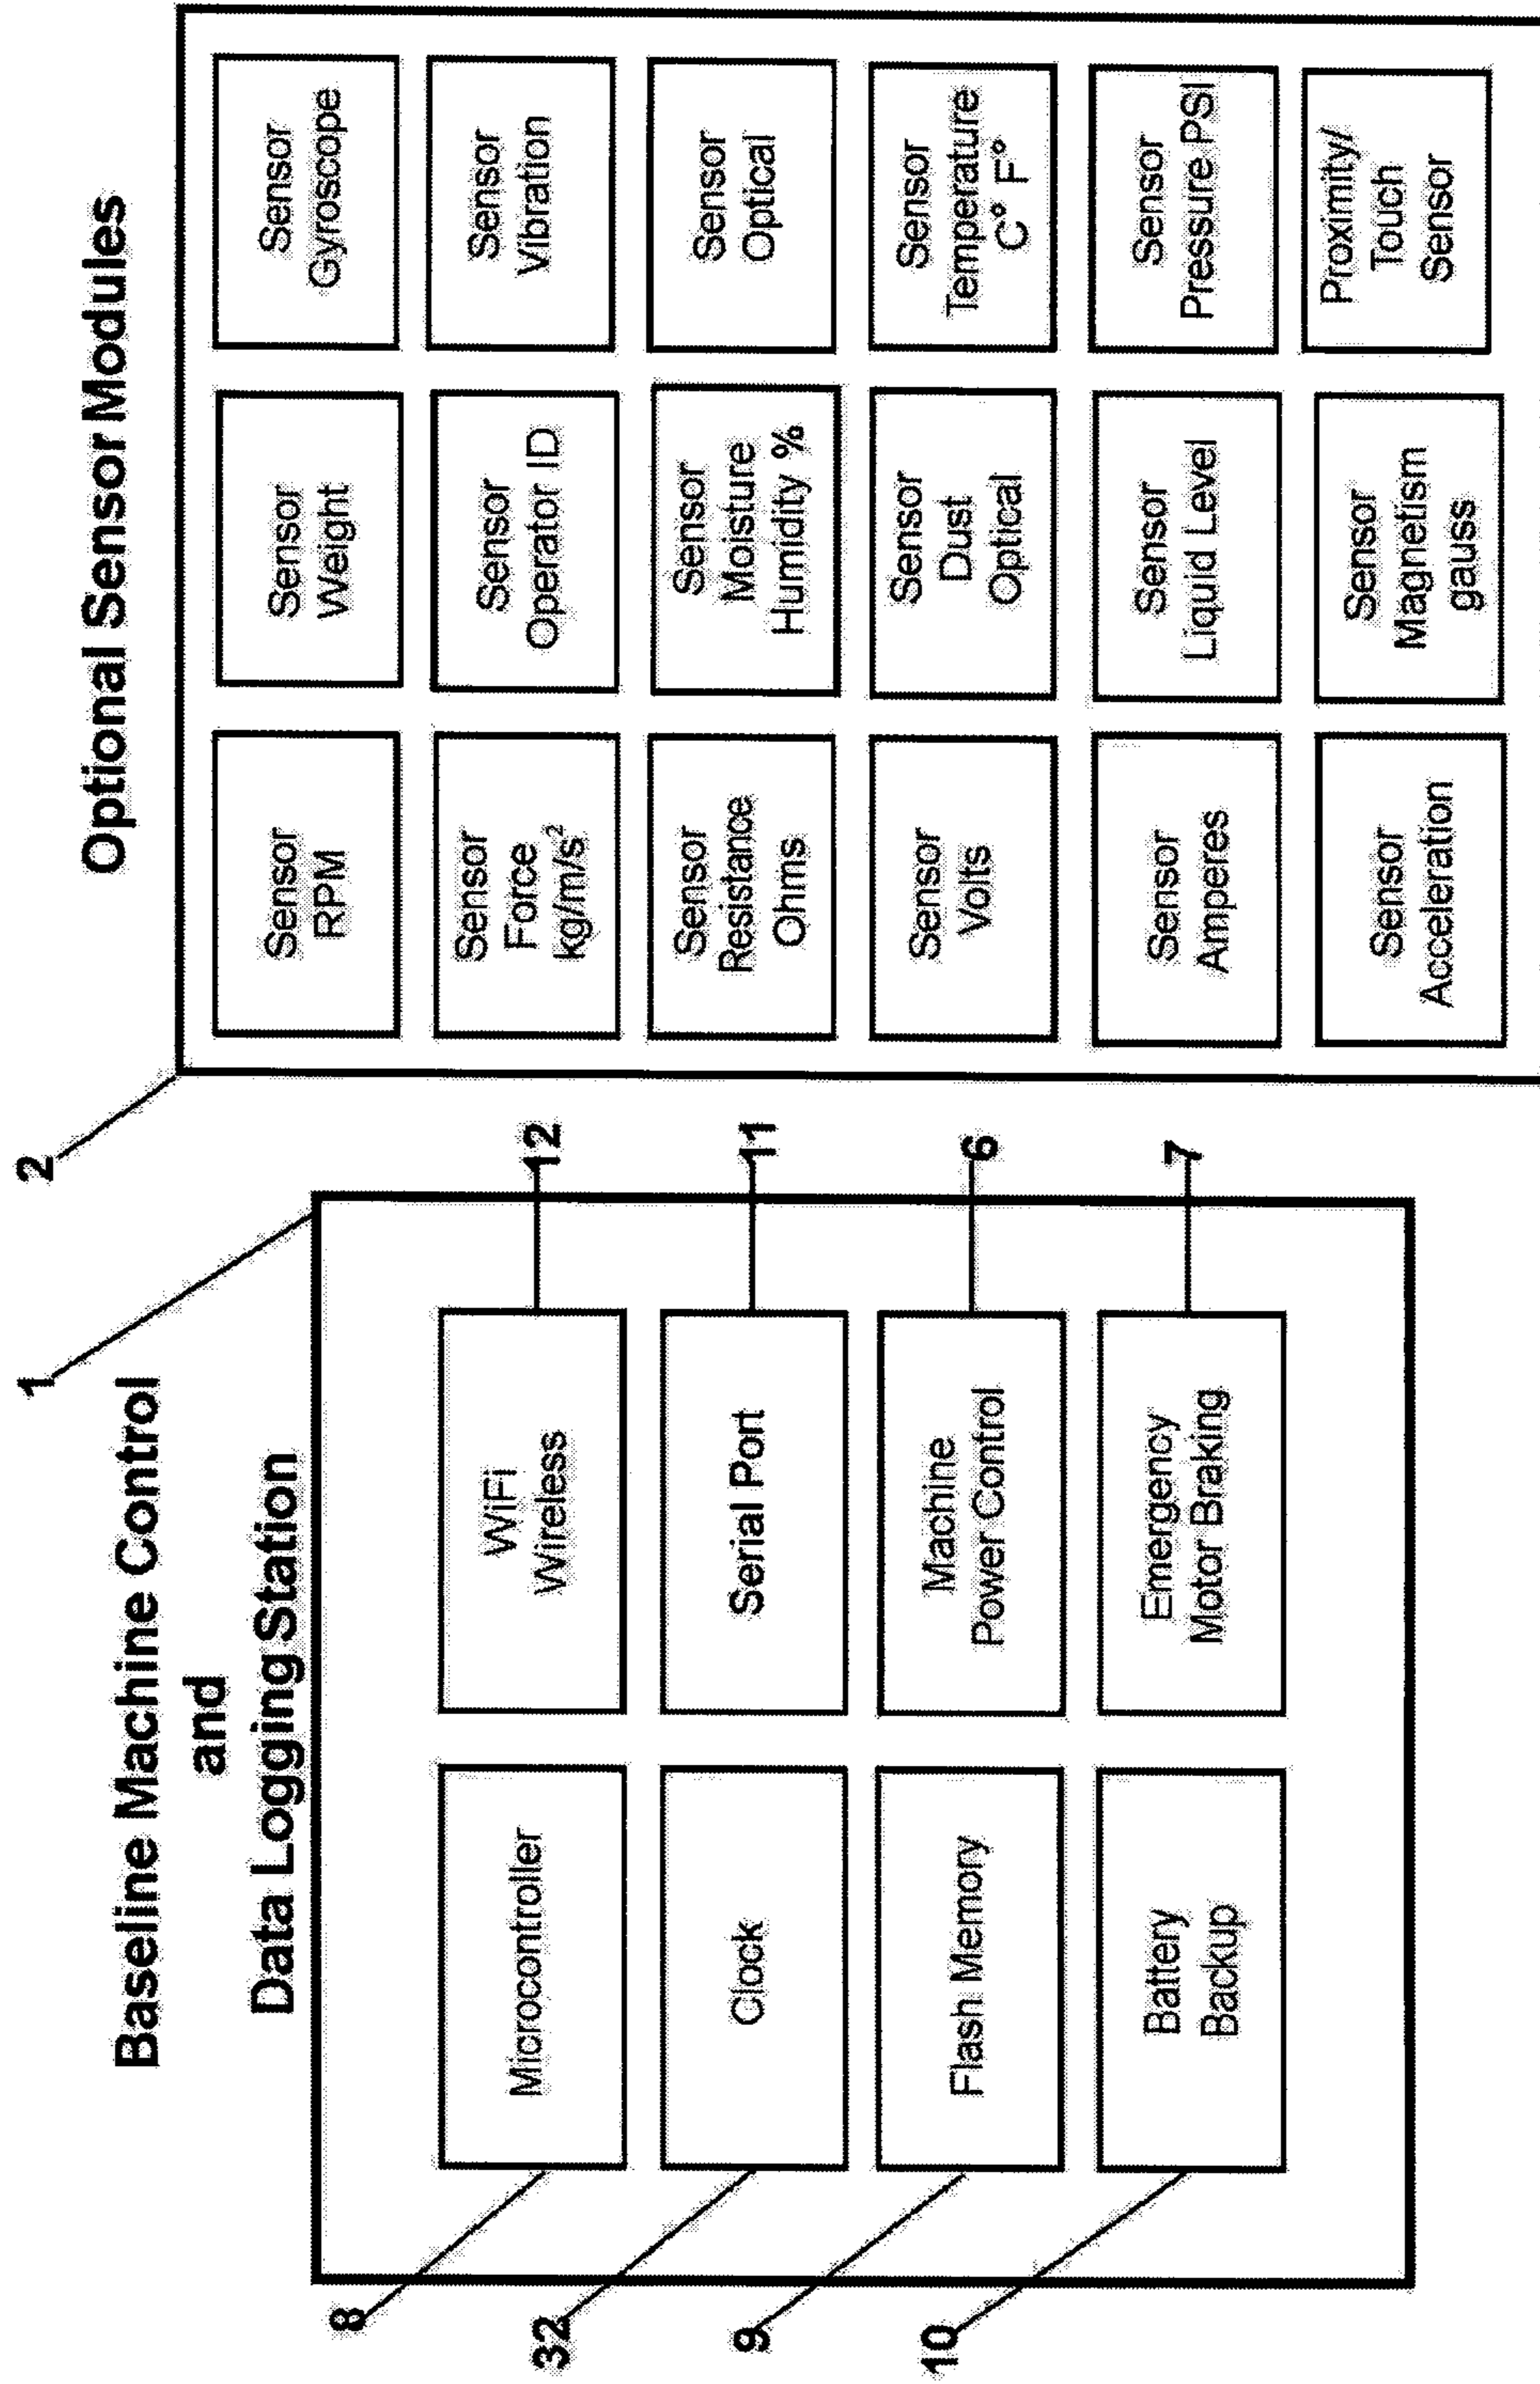 Baseline Machine Control
and
Data Logging Station
1
8
Microcontroller
WiFi
Wireless
12
32
Clock
Serial Port
11
9
Flash Memory
Machine
Power Control
6
10
Battery
Backup
Emergency
Motor Braking
7
Optional Sensor Modules
2
Sensor
RPM
Sensor
Weight
Sensor
Gyroscope
Sensor
Force
kg/m/s²
Sensor
Operator ID
Sensor
Vibration
Sensor
Resistance
Ohms
Sensor
Moisture
Humidity %
Sensor
Optical
Sensor
Volts
Sensor
Dust
Optical
Sensor
Temperature
C° F°
Sensor
Amperes
Sensor
Liquid Level
Sensor
Pressure PSI
Sensor
Acceleration
Sensor
Magnetism
gauss
Proximity/
Touch
Sensor